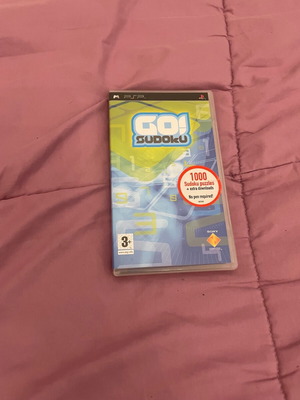 PSP
GO!
SUDOKU
1000
Sudoku puzzles
+ extra downloads
No pen required!
3+